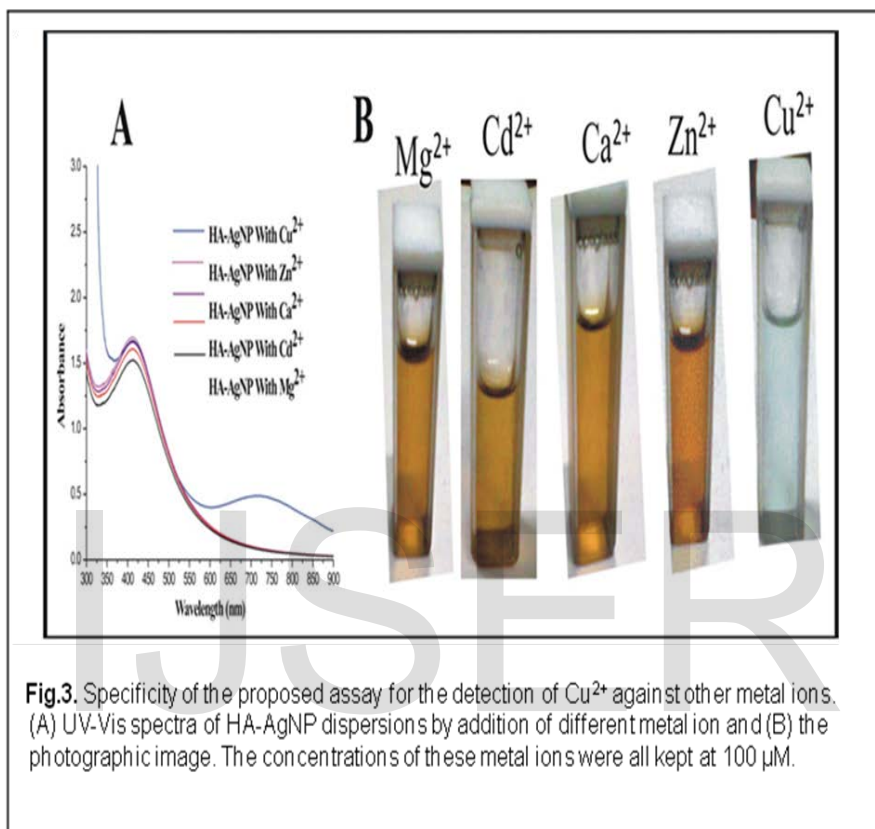 A
B
Mg²⁺
Cd²⁺
Ca²⁺
Zn²⁺
Cu²⁺
3.0
2.5
2.0
1.5
1.0
0.5
0.0
Absorbance
HA-AgNP With Cu²⁺
HA-AgNP With Zn²⁺
HA-AgNP With Ca²⁺
HA-AgNP With Cd²⁺
HA-AgNP With Mg²⁺
300 350 400 450 500 550 600 650 700 750 800 850 900
Wavelength (nm)
IJSER
Fig.3. Specificity of the proposed assay for the detection of Cu²⁺ against other metal ions.
(A) UV-Vis spectra of HA-AgNP dispersions by addition of different metal ion and (B) the
photographic image. The concentrations of these metal ions were all kept at 100 µM.